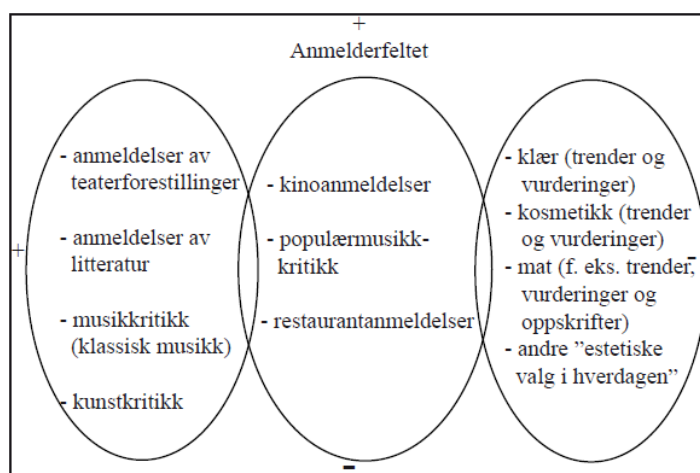 +
Anmelderfeltet
- anmeldelser av
teaterforestillinger
- anmeldelser av
litteratur
- musikkritikk
(klassisk musikk)
- kunstkritikk
+
- kinoanmeldelser
- populærmusikk-
kritikk
- restaurantanmeldelser
- klær (trender og
vurderinger)
- kosmetikk (trender
og vurderinger)
- mat (f. eks. trender,
vurderinger og
oppskrifter)
- andre ”estetiske
valg i hverdagen”
-
-